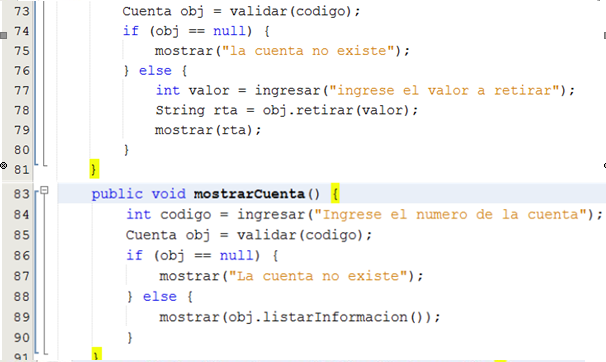 73 Cuenta obj = validar(codigo);
74 if (obj == null) {
75 mostrar("la cuenta no existe");
76 } else {
77 int valor = ingresar("ingrese el valor a retirar");
78 String rta = obj.retirar(valor);
79 mostrar(rta);
80 }
81 }
83 public void mostrarCuenta() {
84 int codigo = ingresar("Ingrese el numero de la cuenta");
85 Cuenta obj = validar(codigo);
86 if (obj == null) {
87 mostrar("La cuenta no existe");
88 } else {
89 mostrar(obj.listarInformacion());
90 }
91 }